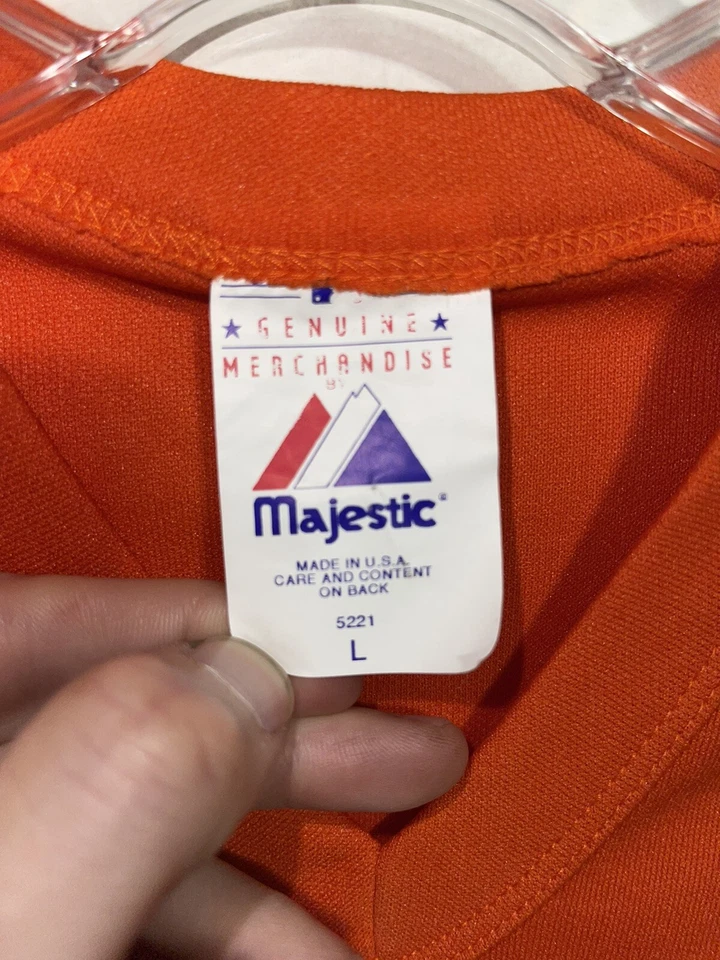 ★ GENUINE ★
MERCHANDISE
BY
Majestic®
MADE IN U.S.A.
CARE AND CONTENT
ON BACK
5221
L